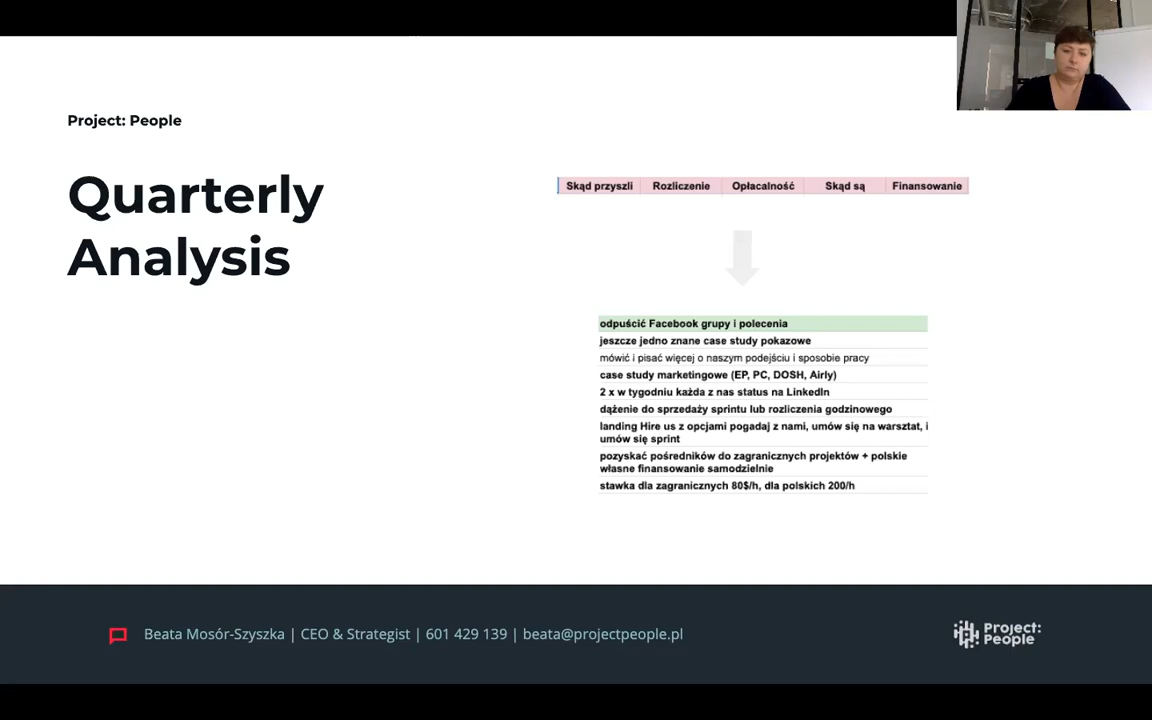 Project: People
Quarterly
Analysis
Skąd przyszli Rozliczenie Opłacalność Skąd są Finansowanie
odpuścić Facebook grupy i polecenia
jeszcze jedno znane case study pokazowe
mówić i pisać więcej o naszym podejściu i sposobie pracy
case study marketingowe (EP, PC, DOSH, Airly)
2 x w tygodniu każda z nas status na LinkedIn
dążenie do sprzedaży sprintu lub rozliczenia godzinowego
landing Hire us z opcjami pogadaj z nami, umów się na warsztat, i
umów się sprint
pozyskać pośredników do zagranicznych projektów + polskie
własne finansowanie samodzielnie
stawka dla zagranicznych 80$/h, dla polskich 200/h
Beata Mosór-Szyszka | CEO & Strategist | 601 429 139 | beata@projectpeople.pl
Project:
People